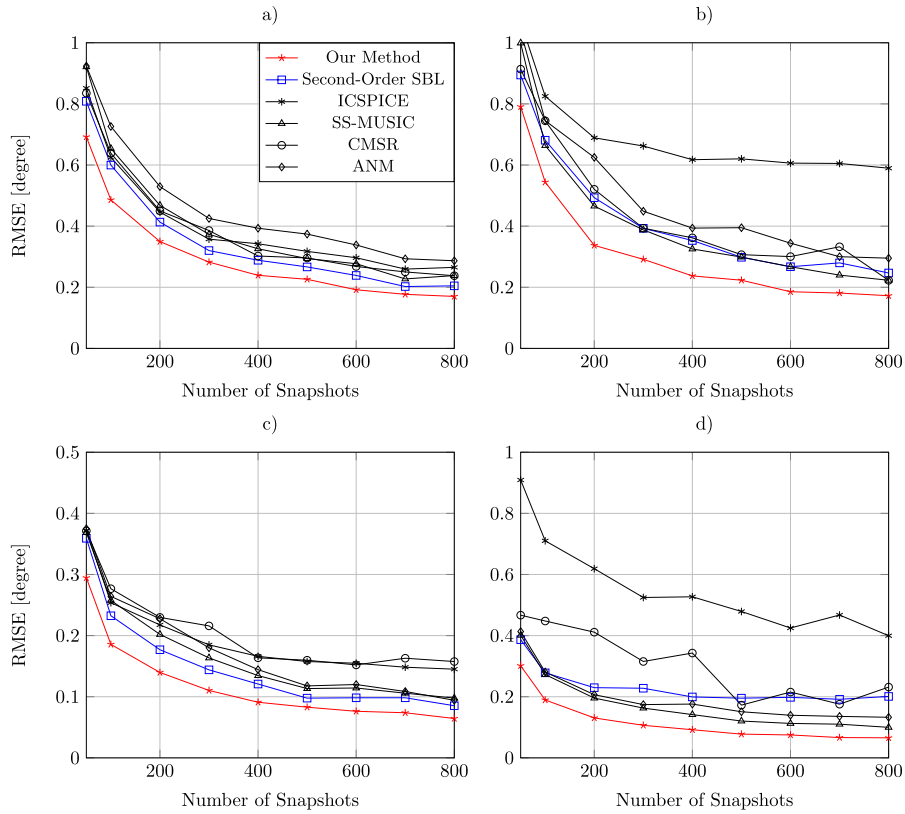 a)
1
0.8
0.6
0.4
0.2
0
200
400
600
800
RMSE [degree]
Number of Snapshots
Our Method
Second-Order SBL
ICSPICE
SS-MUSIC
CMSR
ANM
b)
1
0.8
0.6
0.4
0.2
0
200
400
600
800
Number of Snapshots
c)
0.5
0.4
0.3
0.2
0.1
0
200
400
600
800
RMSE [degree]
Number of Snapshots
d)
1
0.8
0.6
0.4
0.2
0
200
400
600
800
Number of Snapshots